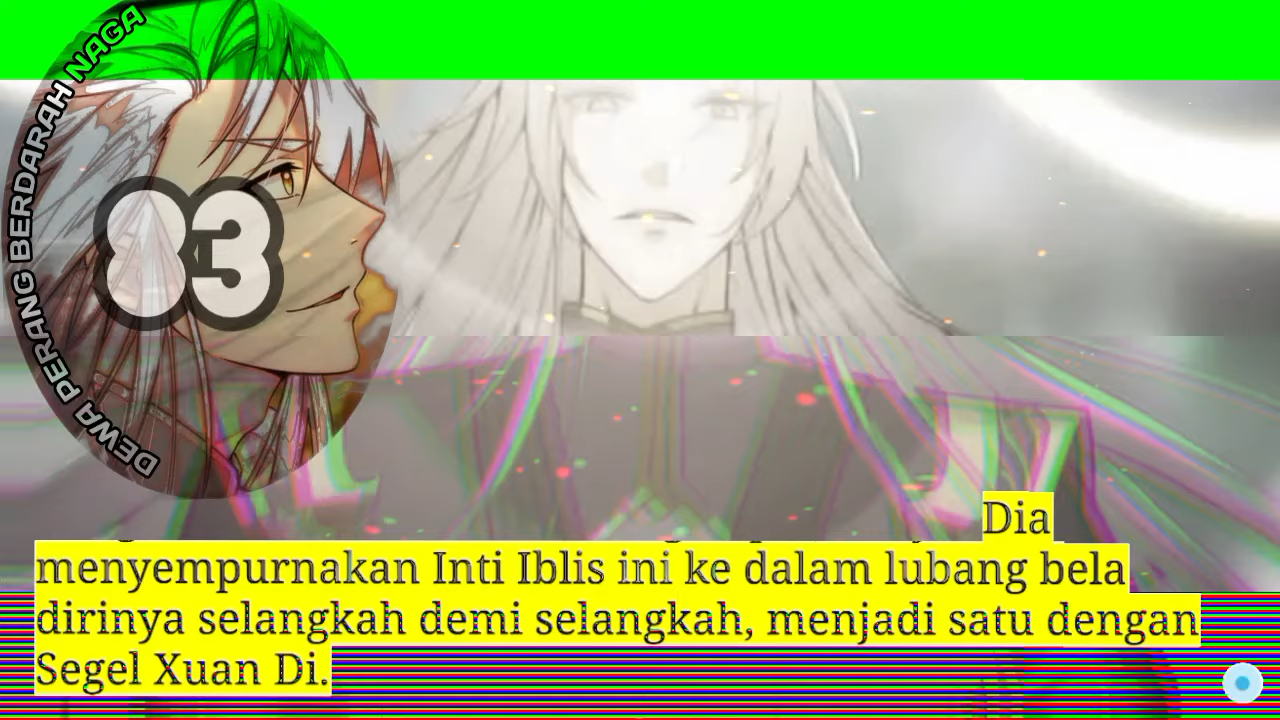 DEWA PERANG BERDARAH NAGA
83
Dia
menyempurnakan Inti Iblis ini ke dalam lubang bela
dirinya selangkah demi selangkah, menjadi satu dengan
Segel Xuan Di.